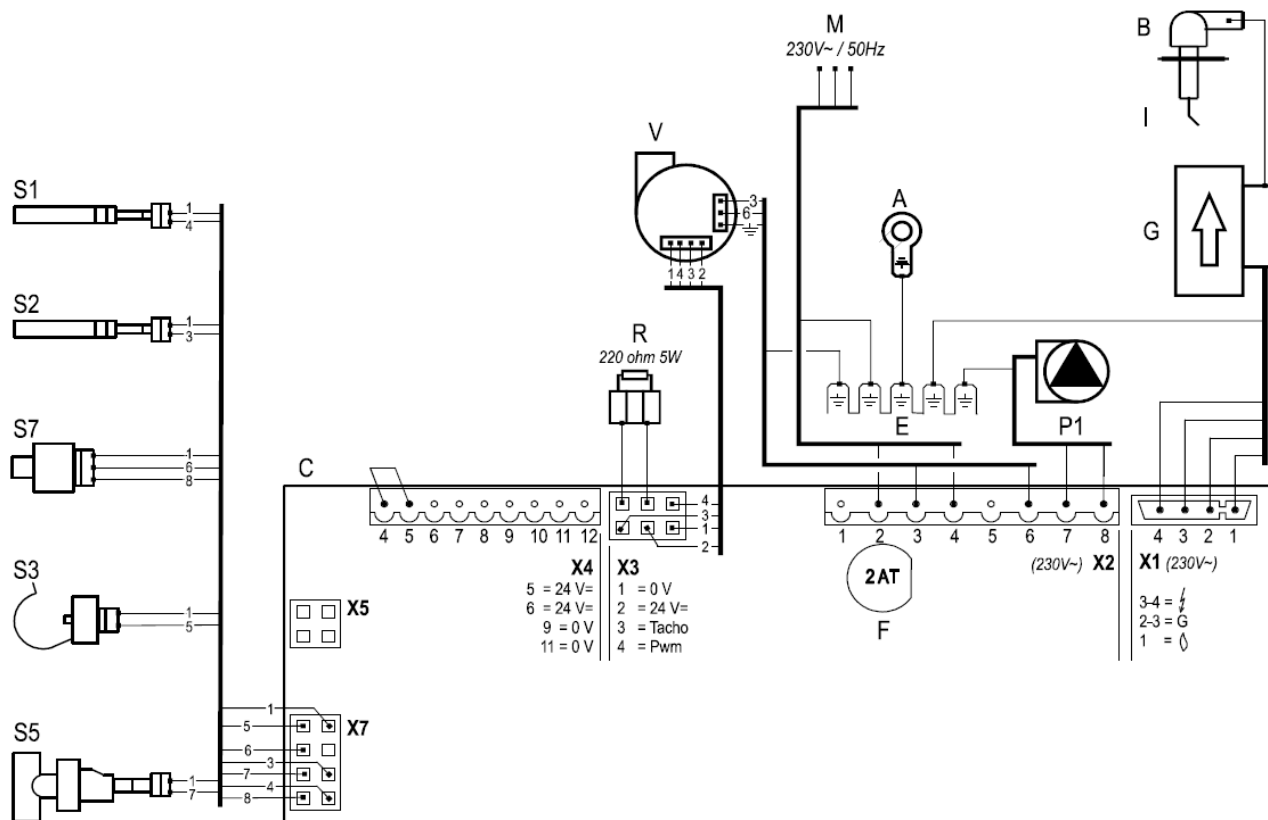 M
230V~ / 50Hz
B
I
V
3
6
1 4 3 2
A
G
S1
1
4
S2
1
3
R
220 ohm 5W
S7
1
6
8
E
P1
C
4
3
1
2
4 5 6 7 8 9 10 11 12
1 2 3 4 5 6 7 8
4 3 2 1
X4
5 = 24 V=
6 = 24 V=
9 = 0 V
11 = 0 V
X3
1 = 0 V
2 = 24 V=
3 = Tacho
4 = Pwm
2AT
F
(230V~) X2
X1 (230V~)
3-4 =
2-3 = G
1 =
S3
1
5
X5
S5
1
7
1
5
6
3
7
4
8
X7